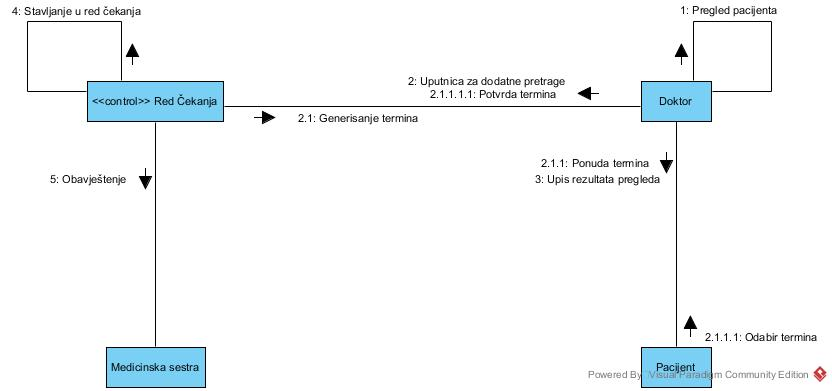 4: Stavljanje u red čekanja
1: Pregled pacijenta
<<control>> Red Čekanja
2: Uputnica za dodatne pretrage
2.1.1.1.1: Potvrda termina
Doktor
2.1: Generisanje termina
2.1.1: Ponuda termina
5: Obavještenje
3: Upis rezultata pregleda
2.1.1.1: Odabir termina
Medicinska sestra
Pacijent
Powered By Visual Paradigm Community Edition